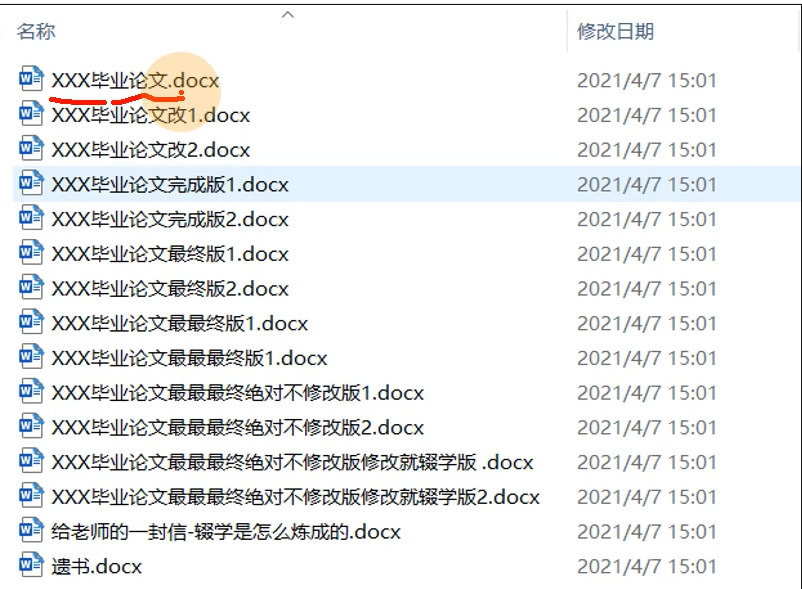 名称 修改日期
XXX毕业论文.docx 2021/4/7 15:01
XXX毕业论文改1.docx 2021/4/7 15:01
XXX毕业论文改2.docx 2021/4/7 15:01
XXX毕业论文完成版1.docx 2021/4/7 15:01
XXX毕业论文完成版2.docx 2021/4/7 15:01
XXX毕业论文最终版1.docx 2021/4/7 15:01
XXX毕业论文最终版2.docx 2021/4/7 15:01
XXX毕业论文最最终版1.docx 2021/4/7 15:01
XXX毕业论文最最最终版1.docx 2021/4/7 15:01
XXX毕业论文最最最终绝对不修改版1.docx 2021/4/7 15:01
XXX毕业论文最最最终绝对不修改版2.docx 2021/4/7 15:01
XXX毕业论文最最最终绝对不修改版修改就辍学版 .docx 2021/4/7 15:01
XXX毕业论文最最最终绝对不修改版修改就辍学版2.docx 2021/4/7 15:01
给老师的一封信-辍学是怎么炼成的.docx 2021/4/7 15:01
遗书.docx 2021/4/7 15:01